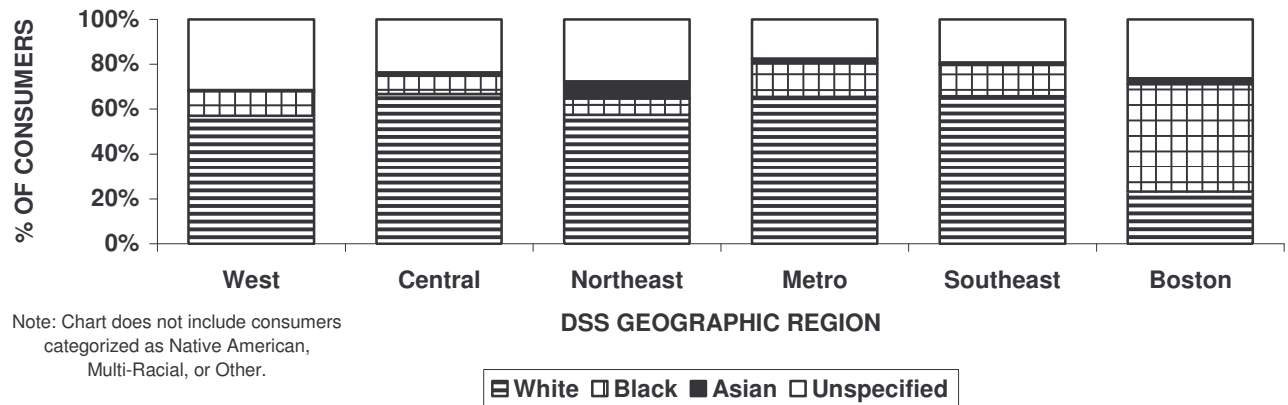 % OF CONSUMERS
100%
80%
60%
40%
20%
0%
West Central Northeast Metro Southeast Boston
DSS GEOGRAPHIC REGION
Note: Chart does not include consumers
categorized as Native American,
Multi-Racial, or Other.
White Black Asian Unspecified